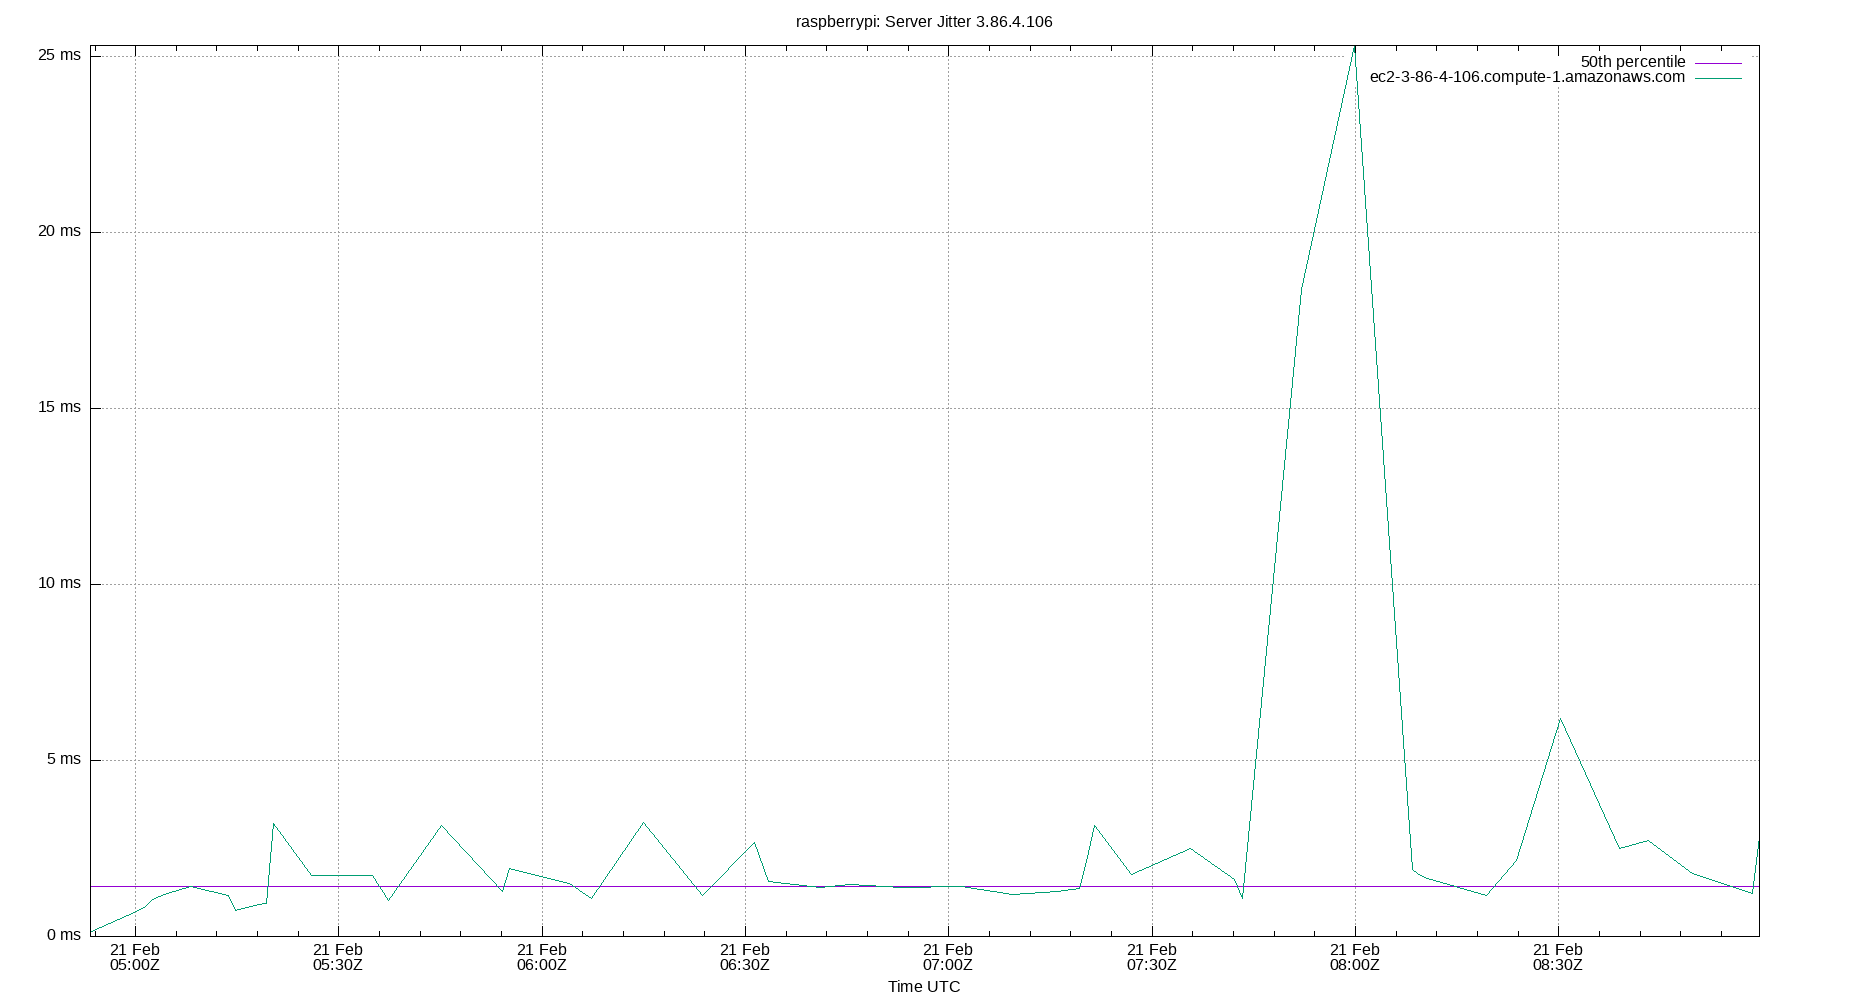 raspberrypi: Server Jitter 3.86.4.106
25 ms
20 ms
15 ms
10 ms
5 ms
0 ms
50th percentile
ec2-3-86-4-106.compute-1.amazonaws.com
21 Feb
05:00Z
21 Feb
05:30Z
21 Feb
06:00Z
21 Feb
06:30Z
21 Feb
07:00Z
21 Feb
07:30Z
21 Feb
08:00Z
21 Feb
08:30Z
Time UTC